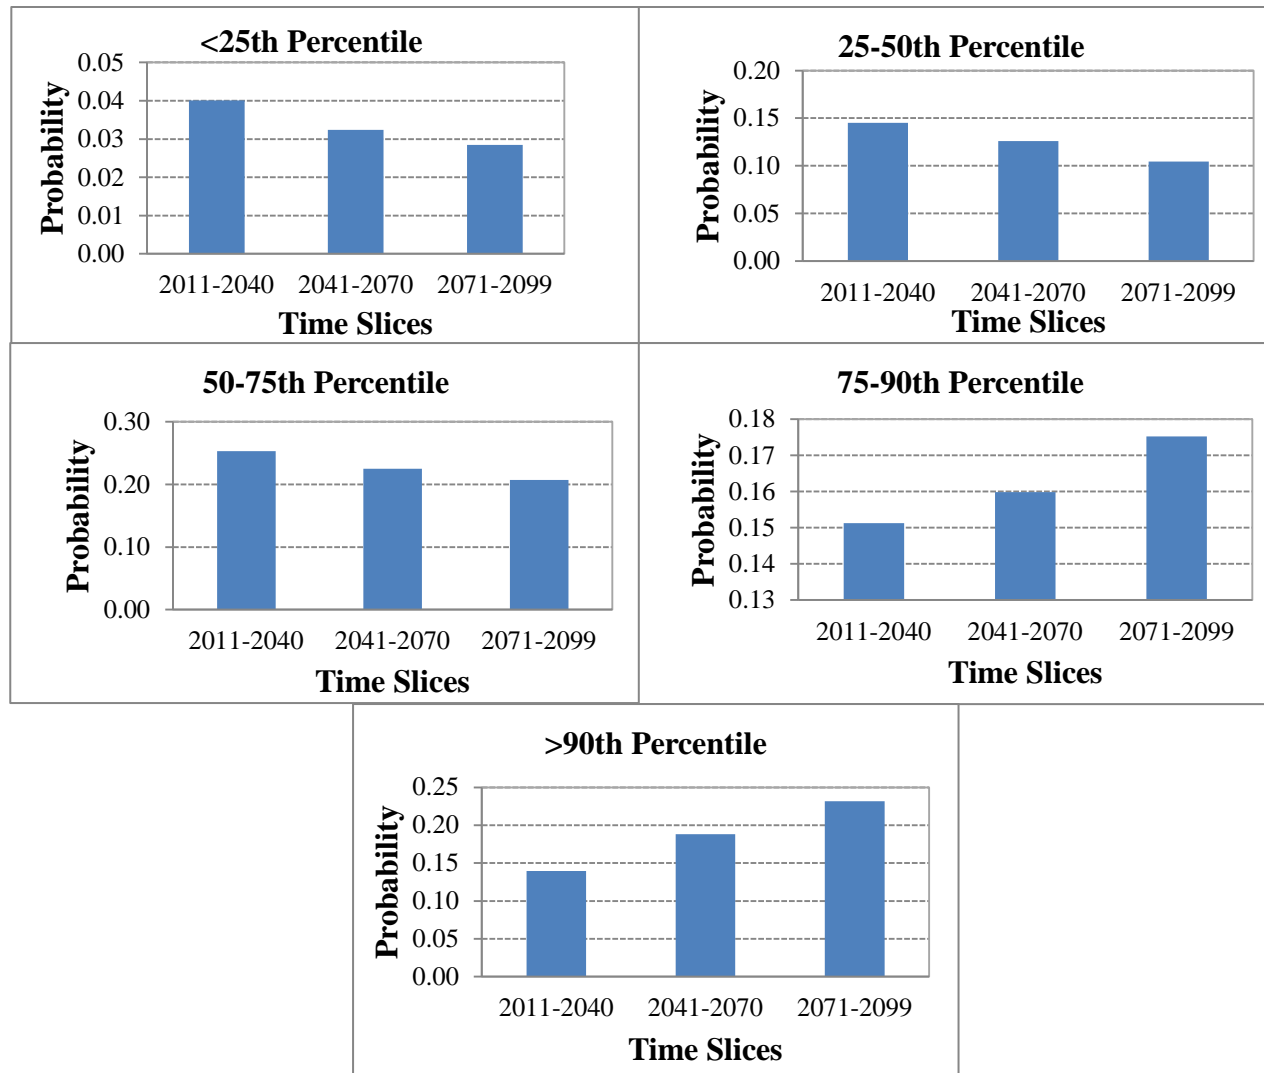 <25th Percentile
Probability
0.05
0.04
0.03
0.02
0.01
0.00
2011-2040 2041-2070 2071-2099
Time Slices
25-50th Percentile
Probability
0.20
0.15
0.10
0.05
0.00
2011-2040 2041-2070 2071-2099
Time Slices
50-75th Percentile
Probability
0.30
0.20
0.10
0.00
2011-2040 2041-2070 2071-2099
Time Slices
75-90th Percentile
Probability
0.18
0.17
0.16
0.15
0.14
0.13
2011-2040 2041-2070 2071-2099
Time Slices
>90th Percentile
Probability
0.25
0.20
0.15
0.10
0.05
0.00
2011-2040 2041-2070 2071-2099
Time Slices